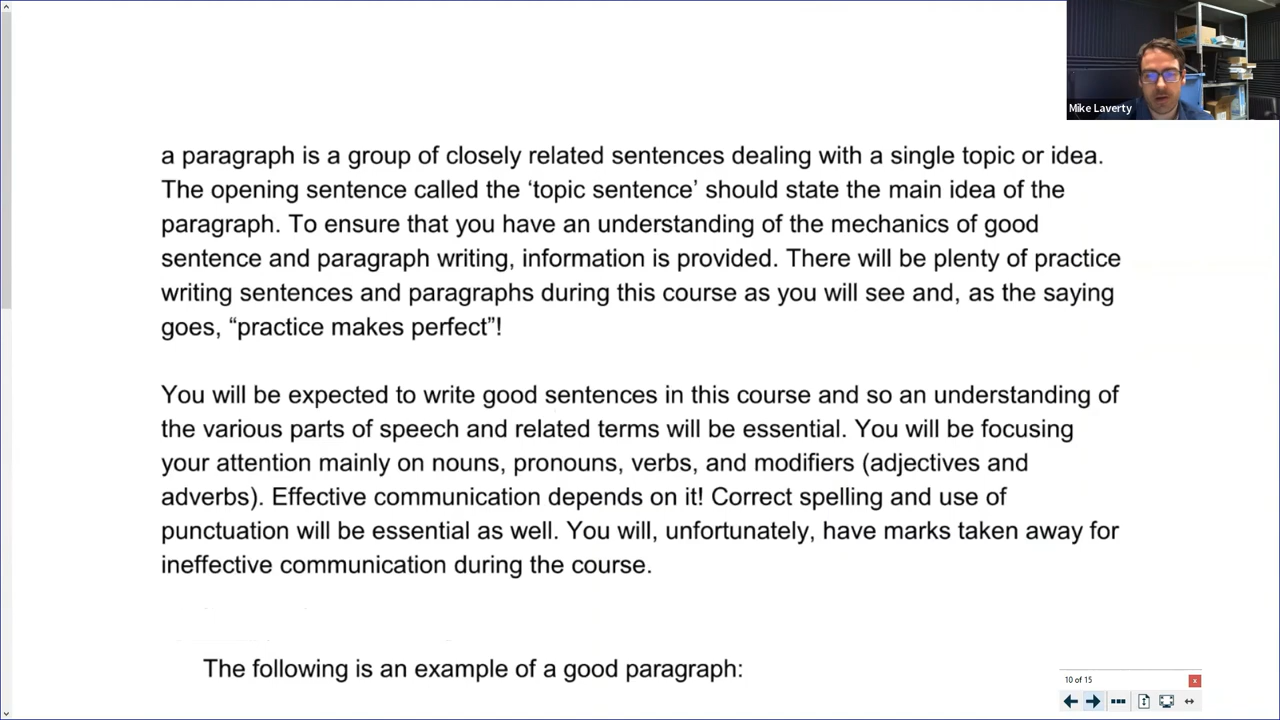 Mike Laverty
a paragraph is a group of closely related sentences dealing with a single topic or idea.
The opening sentence called the ‘topic sentence’ should state the main idea of the
paragraph. To ensure that you have an understanding of the mechanics of good
sentence and paragraph writing, information is provided. There will be plenty of practice
writing sentences and paragraphs during this course as you will see and, as the saying
goes, “practice makes perfect”!
You will be expected to write good sentences in this course and so an understanding of
the various parts of speech and related terms will be essential. You will be focusing
your attention mainly on nouns, pronouns, verbs, and modifiers (adjectives and
adverbs). Effective communication depends on it! Correct spelling and use of
punctuation will be essential as well. You will, unfortunately, have marks taken away for
ineffective communication during the course.
The following is an example of a good paragraph:
10 of 15